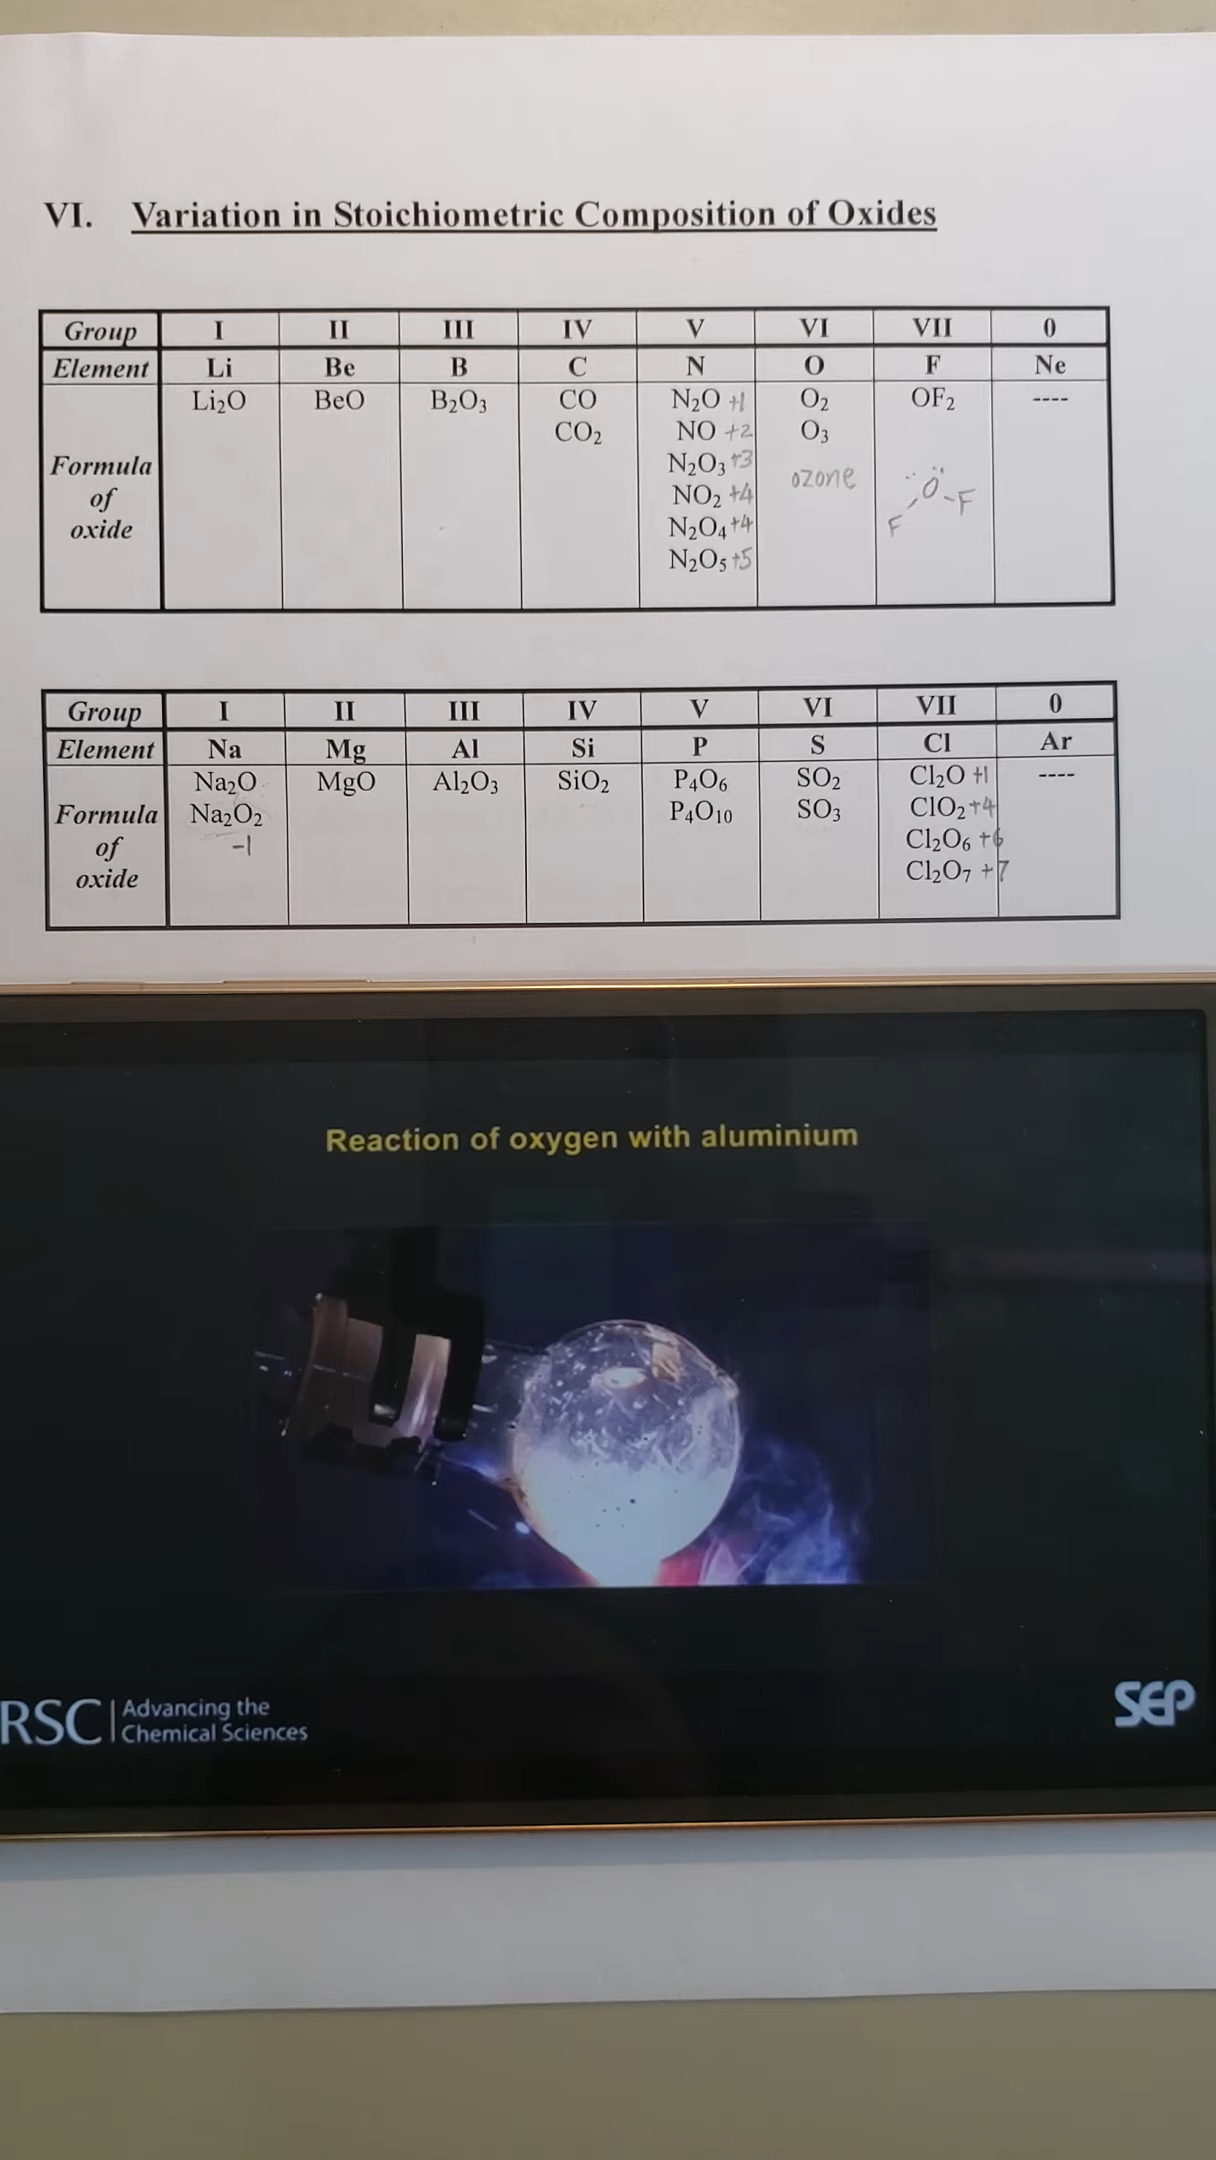 VI. Variation in Stoichiometric Composition of Oxides
Group I II III IV V VI VII 0
Element Li Be B C N O F Ne
Formula of oxide
Li₂O BeO B₂O₃ CO N₂O +1 O₂ OF₂ ----
CO₂ NO +2 O₃
N₂O₃ +3
ozone
NO₂ +4
Ö
F
F
N₂O₄ +4
N₂O₅ +5
Group I II III IV V VI VII 0
Element Na Mg Al Si P S Cl Ar
Formula of oxide
Na₂O MgO Al₂O₃ SiO₂ P₄O₆ SO₂ Cl₂O +1 ----
Na₂O₂ P₄O₁₀ SO₃ ClO₂ +4
-1 Cl₂O₆ +6
Cl₂O₇ +7
Reaction of oxygen with aluminium
RSC Advancing the
Chemical Sciences
SEP